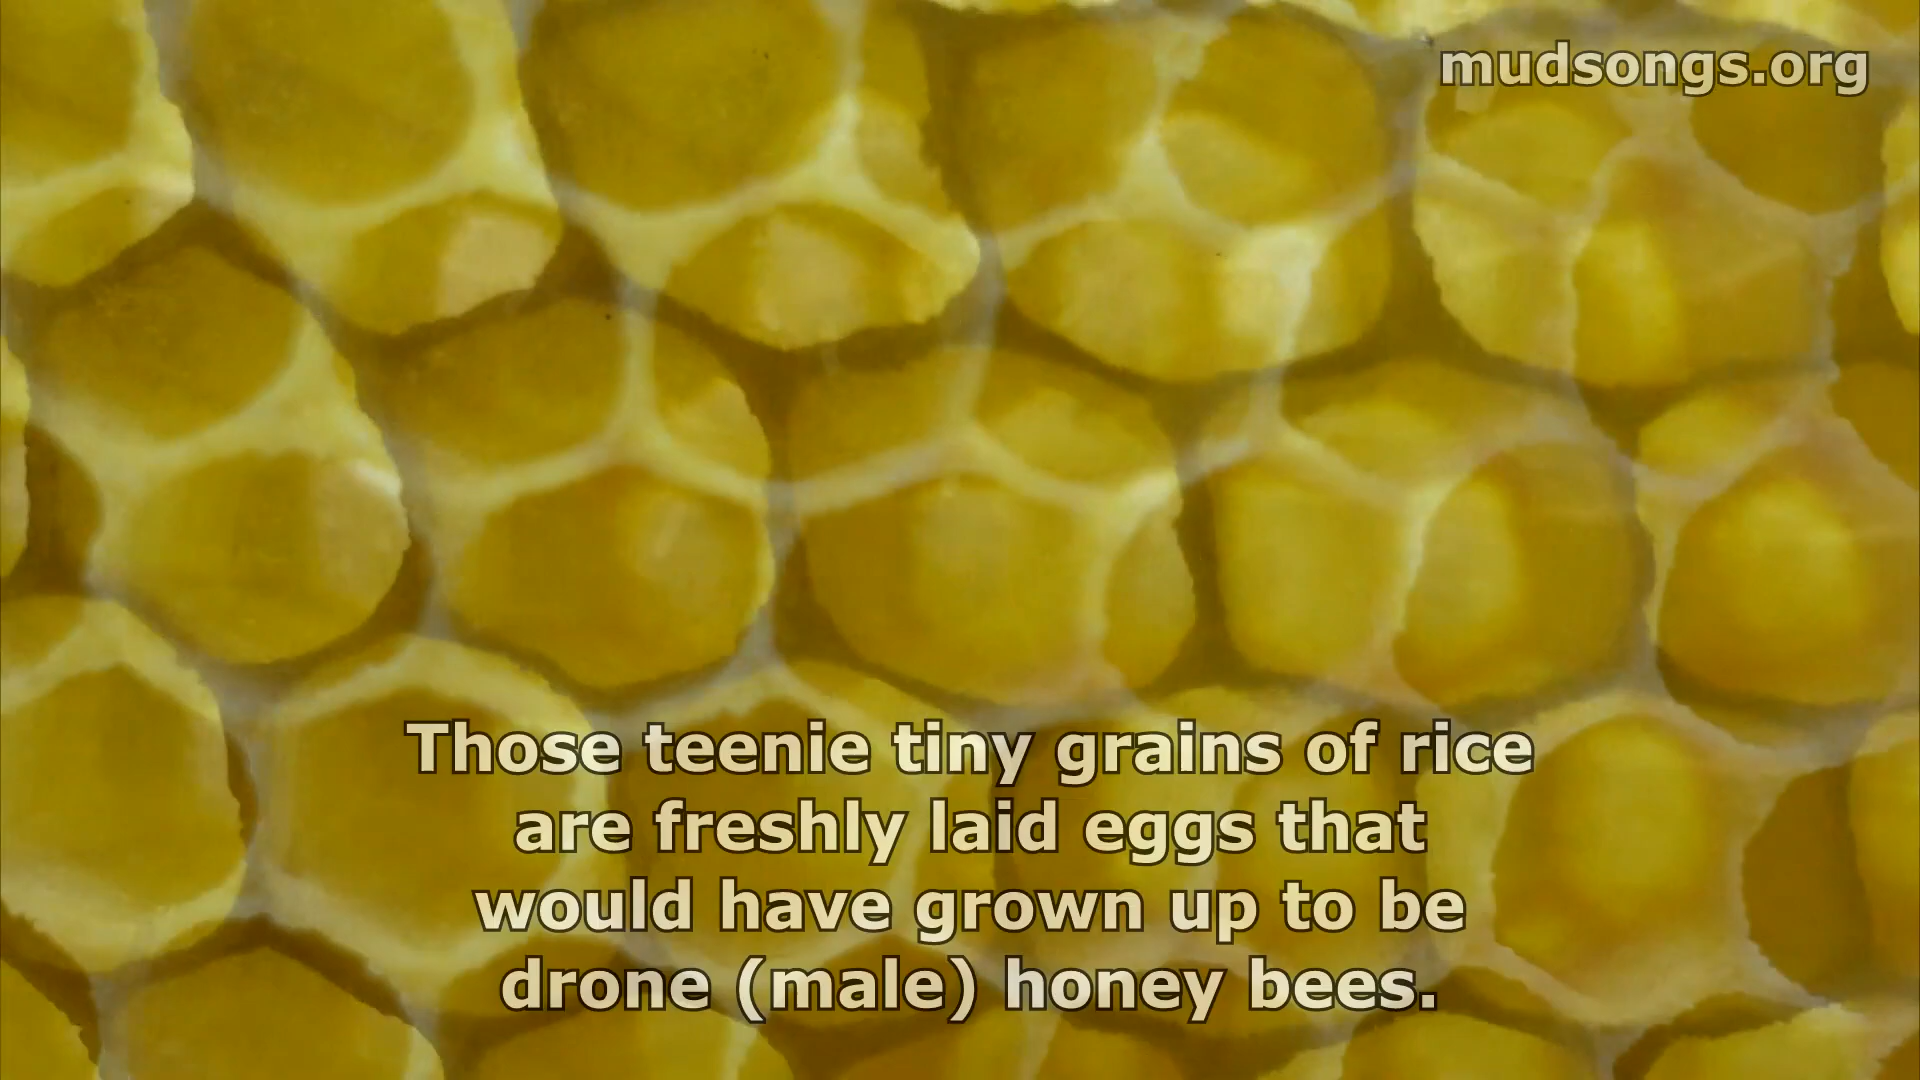 mudsongs.org
Those teenie tiny grains of rice
are freshly laid eggs that
would have grown up to be
drone (male) honey bees.